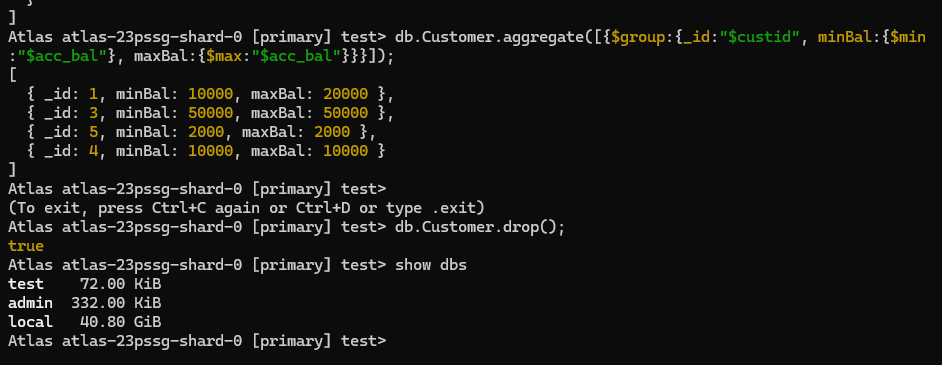 ]
Atlas atlas-23pssg-shard-0 [primary] test> db.Customer.aggregate([{$group:{_id:"$custid", minBal:{$min
:"$acc_bal"}, maxBal:{$max:"$acc_bal"}}}]);
[
  { _id: 1, minBal: 10000, maxBal: 20000 },
  { _id: 3, minBal: 50000, maxBal: 50000 },
  { _id: 5, minBal: 2000, maxBal: 2000 },
  { _id: 4, minBal: 10000, maxBal: 10000 }
]
Atlas atlas-23pssg-shard-0 [primary] test>
(To exit, press Ctrl+C again or Ctrl+D or type .exit)
Atlas atlas-23pssg-shard-0 [primary] test> db.Customer.drop();
true
Atlas atlas-23pssg-shard-0 [primary] test> show dbs
test    72.00 KiB
admin  332.00 KiB
local   40.80 GiB
Atlas atlas-23pssg-shard-0 [primary] test>